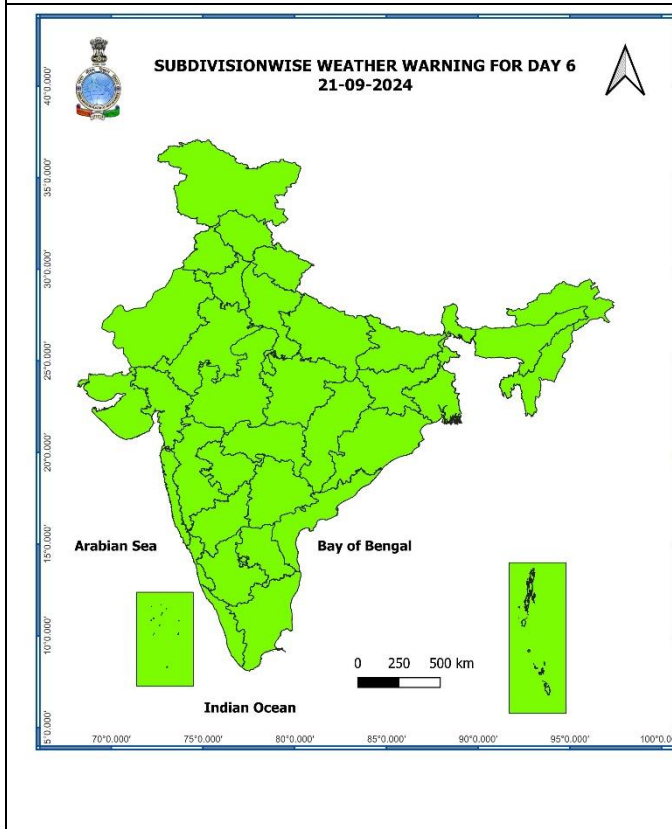 SUBDIVISIONWISE WEATHER WARNING FOR DAY 6
21-09-2024
40°0.000'
35°0.000'
30°0.000'
25°0.000'
20°0.000'
15°0.000'
10°0.000'
5°0.000'
Arabian Sea
Bay of Bengal
0 250 500 km
Indian Ocean
70°0.000' 75°0.000' 80°0.000' 85°0.000' 90°0.000' 95°0.000' 100°0.0